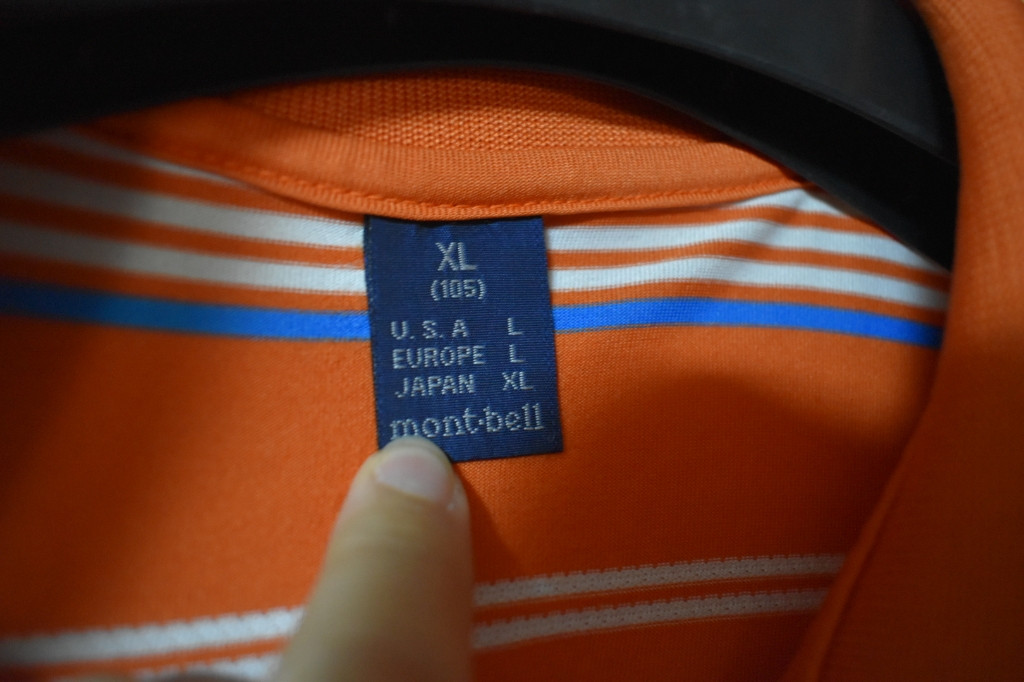 XL
(105)
U.S.A L
EUROPE L
JAPAN XL
mont-bell